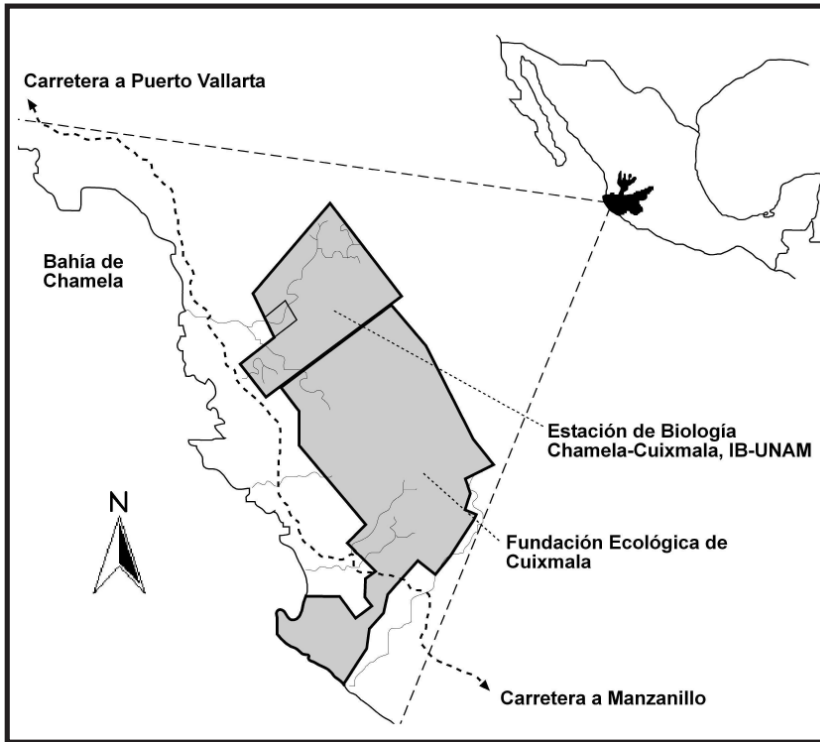 Carretera a Puerto Vallarta
Bahía de
Chamela
Estación de Biología
Chamela-Cuixmala, IB-UNAM
N
Fundación Ecológica de
Cuixmala
Carretera a Manzanillo